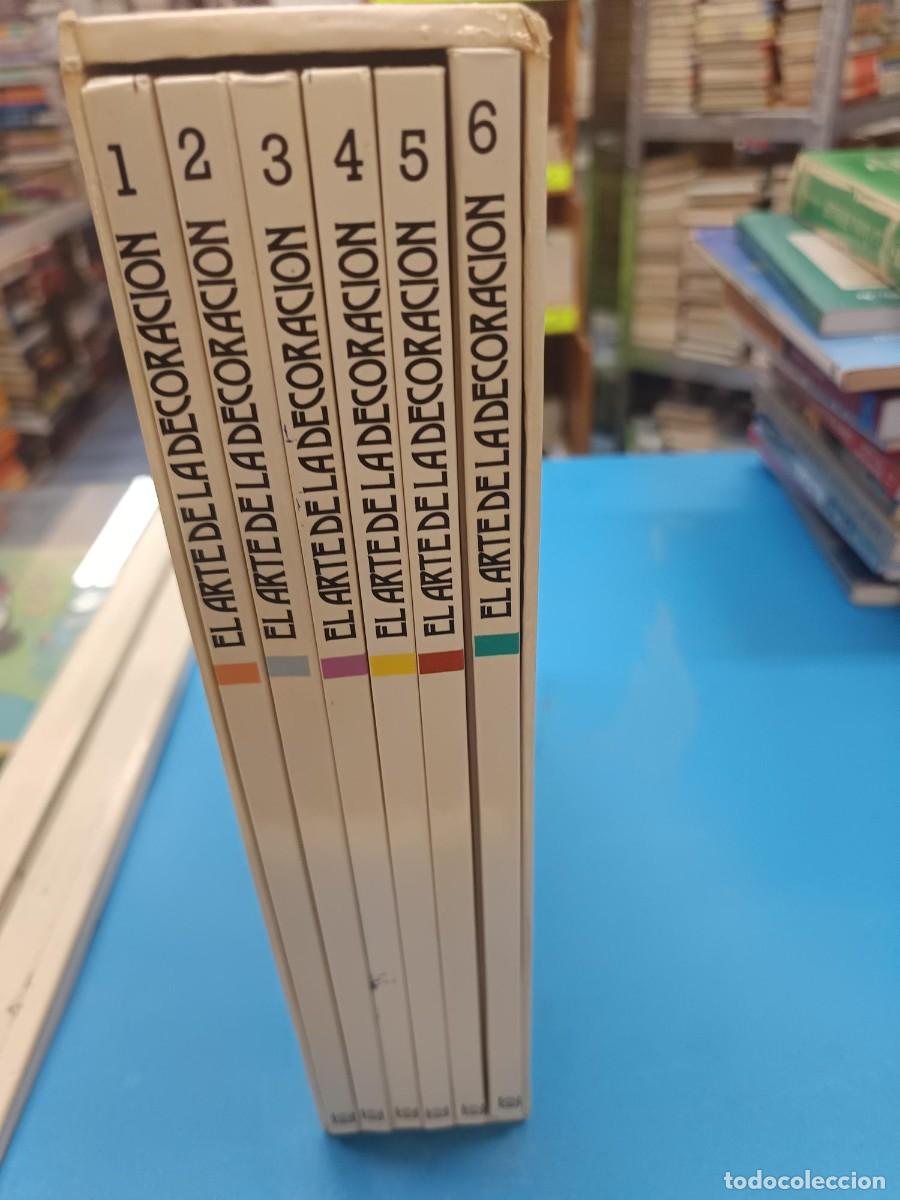 1 EL ARTE DE LA DECORACION
2 EL ARTE DE LA DECORACION
3 EL ARTE DE LA DECORACION
4 EL ARTE DE LA DECORACION
5 EL ARTE DE LA DECORACION
6 EL ARTE DE LA DECORACION
todocoleccion